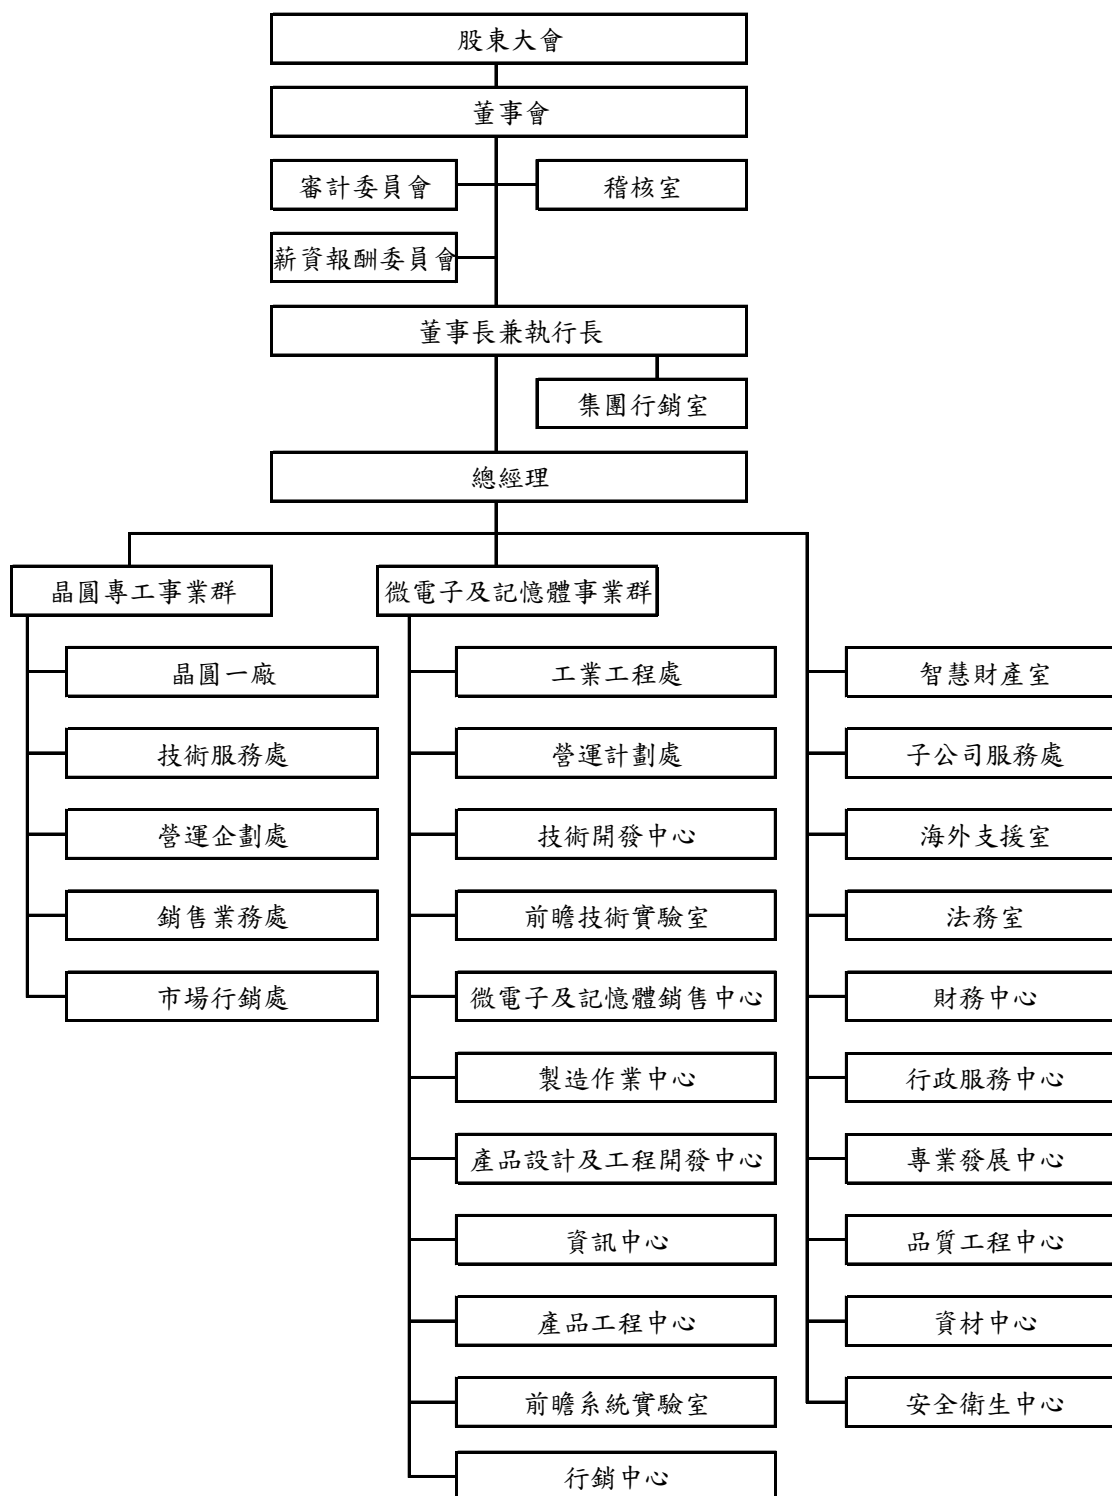 股東大會
董事會
審計委員會
稽核室
薪資報酬委員會
董事長兼執行長
集團行銷室
總經理
晶圓專工事業群
微電子及記憶體事業群
晶圓一廠
技術服務處
營運企劃處
銷售業務處
市場行銷處
工業工程處
營運計劃處
技術開發中心
前瞻技術實驗室
微電子及記憶體銷售中心
製造作業中心
產品設計及工程開發中心
資訊中心
產品工程中心
前瞻系統實驗室
行銷中心
智慧財產室
子公司服務處
海外支援室
法務室
財務中心
行政服務中心
專業發展中心
品質工程中心
資材中心
安全衛生中心